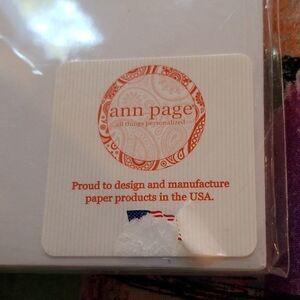 ann page
all things personalized
Proud to design and manufacture
paper products in the USA.